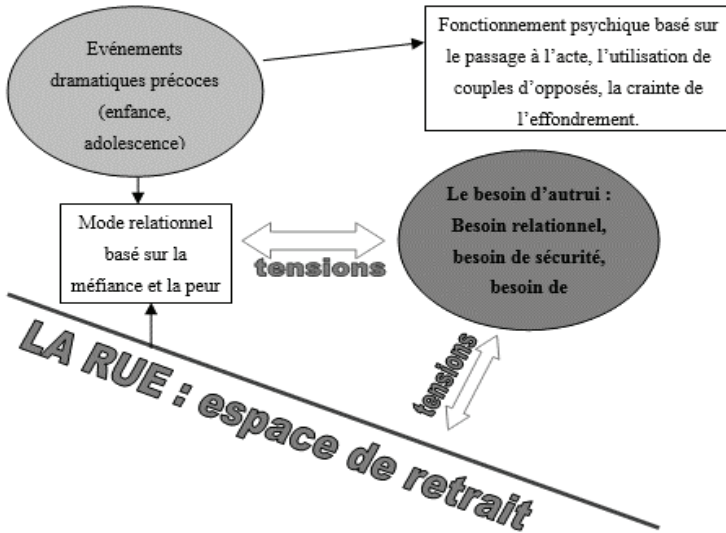 Evénements
dramatiques précoces
(enfance,
adolescence)
Fonctionnement psychique basé sur
le passage à l'acte, l'utilisation de
couples d'opposés, la crainte de
l'effondrement.
Mode relationnel
basé sur la
méfiance et la peur
tensions
Le besoin d'autrui :
Besoin relationnel,
besoin de sécurité,
besoin de
tensions
LA RUE : espace de retrait